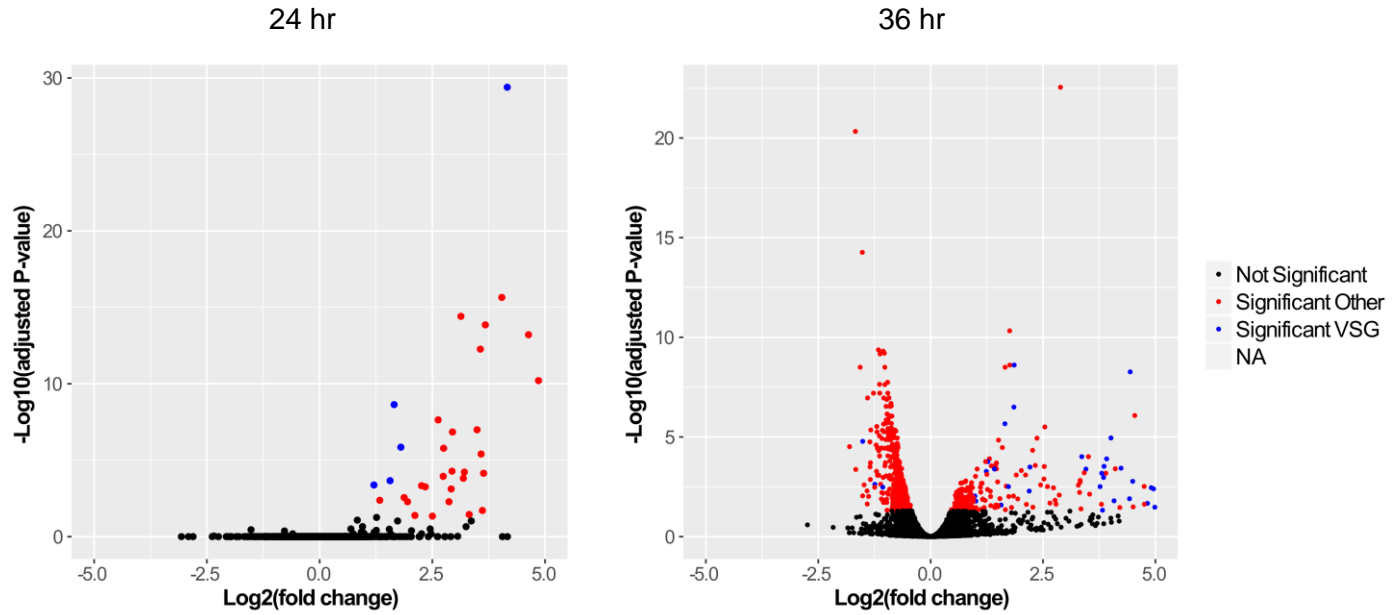 24 hr
36 hr
-Log10(adjusted P-value)
30
20
10
0
-5.0
-2.5
0.0
2.5
5.0
Log2(fold change)
-Log10(adjusted P-value)
20
15
10
5
0
-5.0
-2.5
0.0
2.5
5.0
Log2(fold change)
Not Significant
Significant Other
Significant VSG
NA